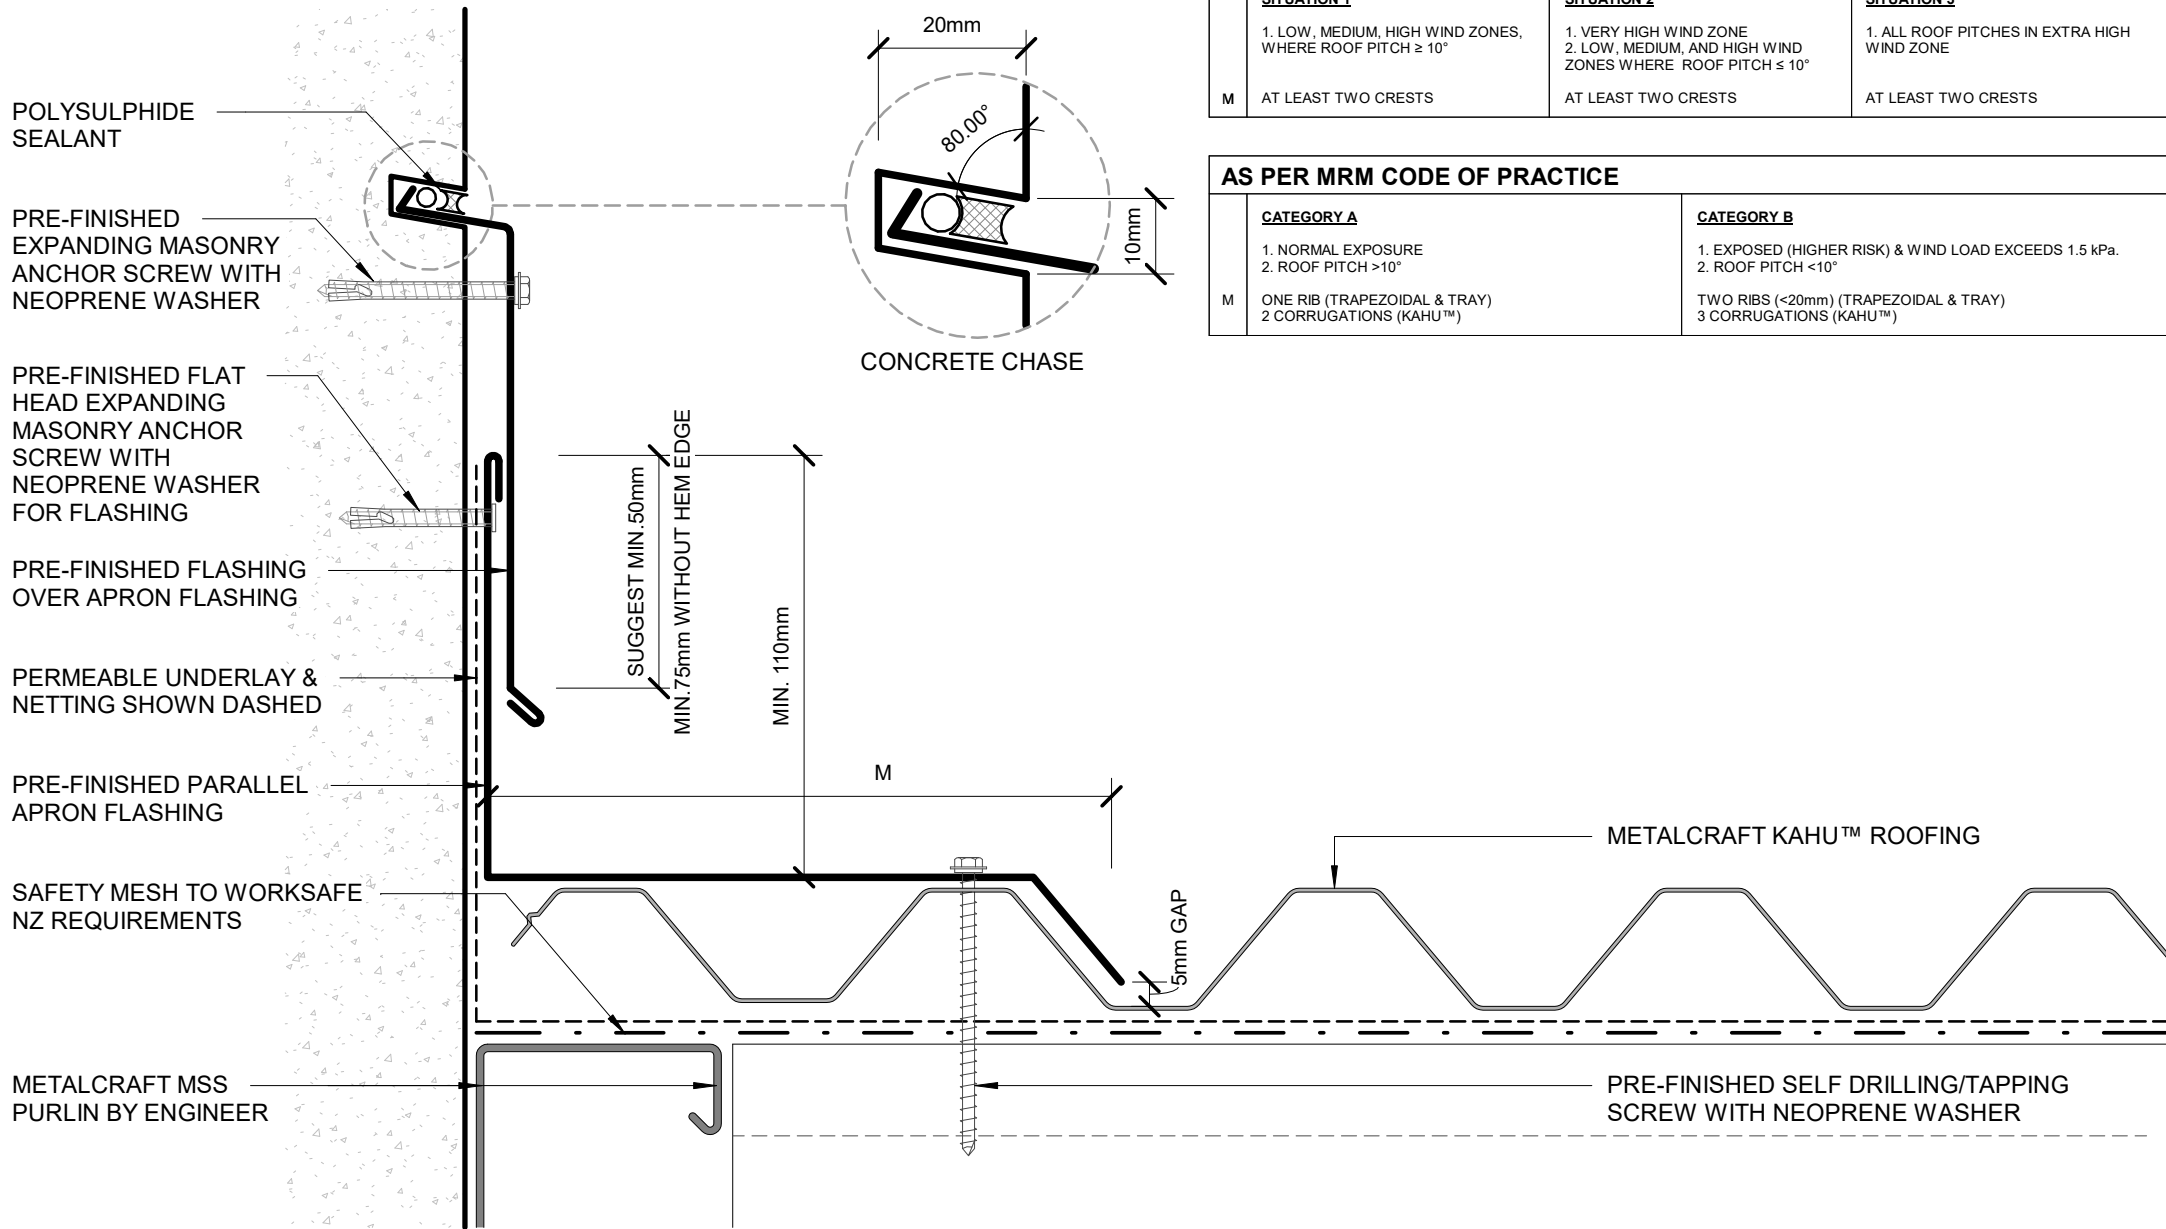 POLYSULPHIDE
SEALANT
PRE-FINISHED
EXPANDING MASONRY
ANCHOR SCREW WITH
NEOPRENE WASHER
PRE-FINISHED FLAT
HEAD EXPANDING
MASONRY ANCHOR
SCREW WITH
NEOPRENE WASHER
FOR FLASHING
PRE-FINISHED FLASHING
OVER APRON FLASHING
PERMEABLE UNDERLAY &
NETTING SHOWN DASHED
PRE-FINISHED PARALLEL
APRON FLASHING
SAFETY MESH TO WORKSAFE
NZ REQUIREMENTS
METALCRAFT MSS
PURLIN BY ENGINEER
20mm
80.00°
10mm
CONCRETE CHASE
SUGGEST MIN.50mm
MIN.75mm WITHOUT HEM EDGE
MIN. 110mm
M
5mm GAP
METALCRAFT KAHU™ ROOFING
PRE-FINISHED SELF DRILLING/TAPPING
SCREW WITH NEOPRENE WASHER
SITUATION 1
1. LOW, MEDIUM, HIGH WIND ZONES,
WHERE ROOF PITCH ≥ 10°
SITUATION 2
1. VERY HIGH WIND ZONE
2. LOW, MEDIUM, AND HIGH WIND
ZONES WHERE ROOF PITCH ≤ 10°
SITUATION 3
1. ALL ROOF PITCHES IN EXTRA HIGH
WIND ZONE
M
AT LEAST TWO CRESTS
AT LEAST TWO CRESTS
AT LEAST TWO CRESTS
AS PER MRM CODE OF PRACTICE
CATEGORY A
1. NORMAL EXPOSURE
2. ROOF PITCH >10°
CATEGORY B
1. EXPOSED (HIGHER RISK) & WIND LOAD EXCEEDS 1.5 kPa.
2. ROOF PITCH <10°
M
ONE RIB (TRAPEZOIDAL & TRAY)
2 CORRUGATIONS (KAHU™)
TWO RIBS (<20mm) (TRAPEZOIDAL & TRAY)
3 CORRUGATIONS (KAHU™)